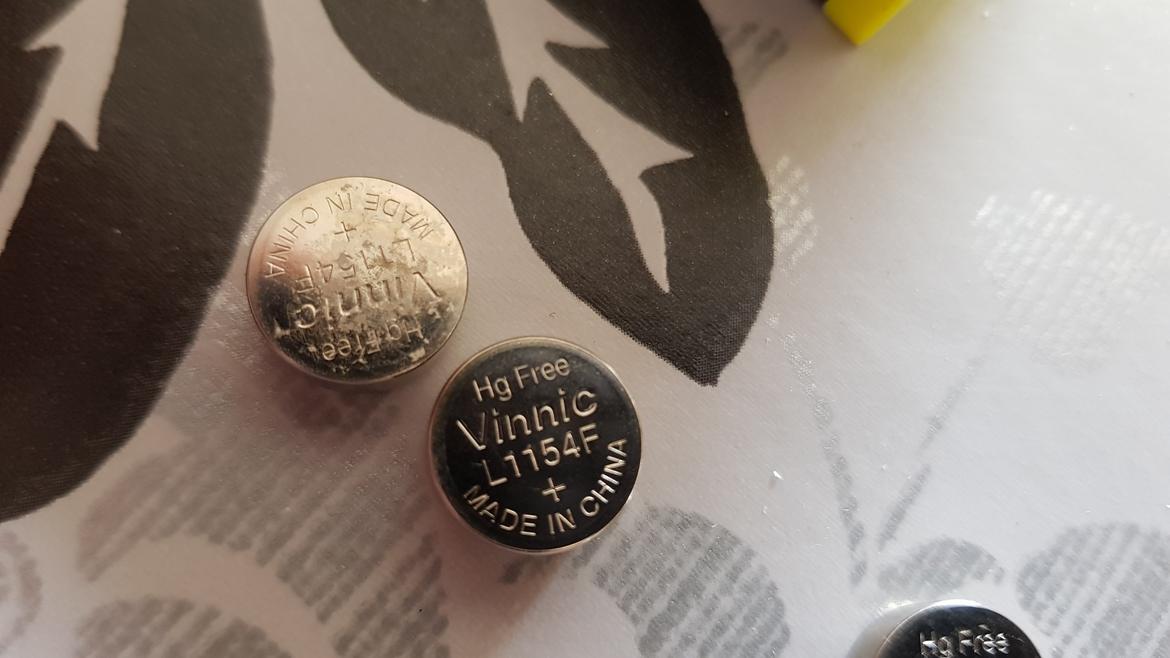 MADE IN CHINA
+
L1154F
Vinnic
Hg Free
Hg Free
Vinnic
L1154F
+
MADE IN CHINA
Hg Free